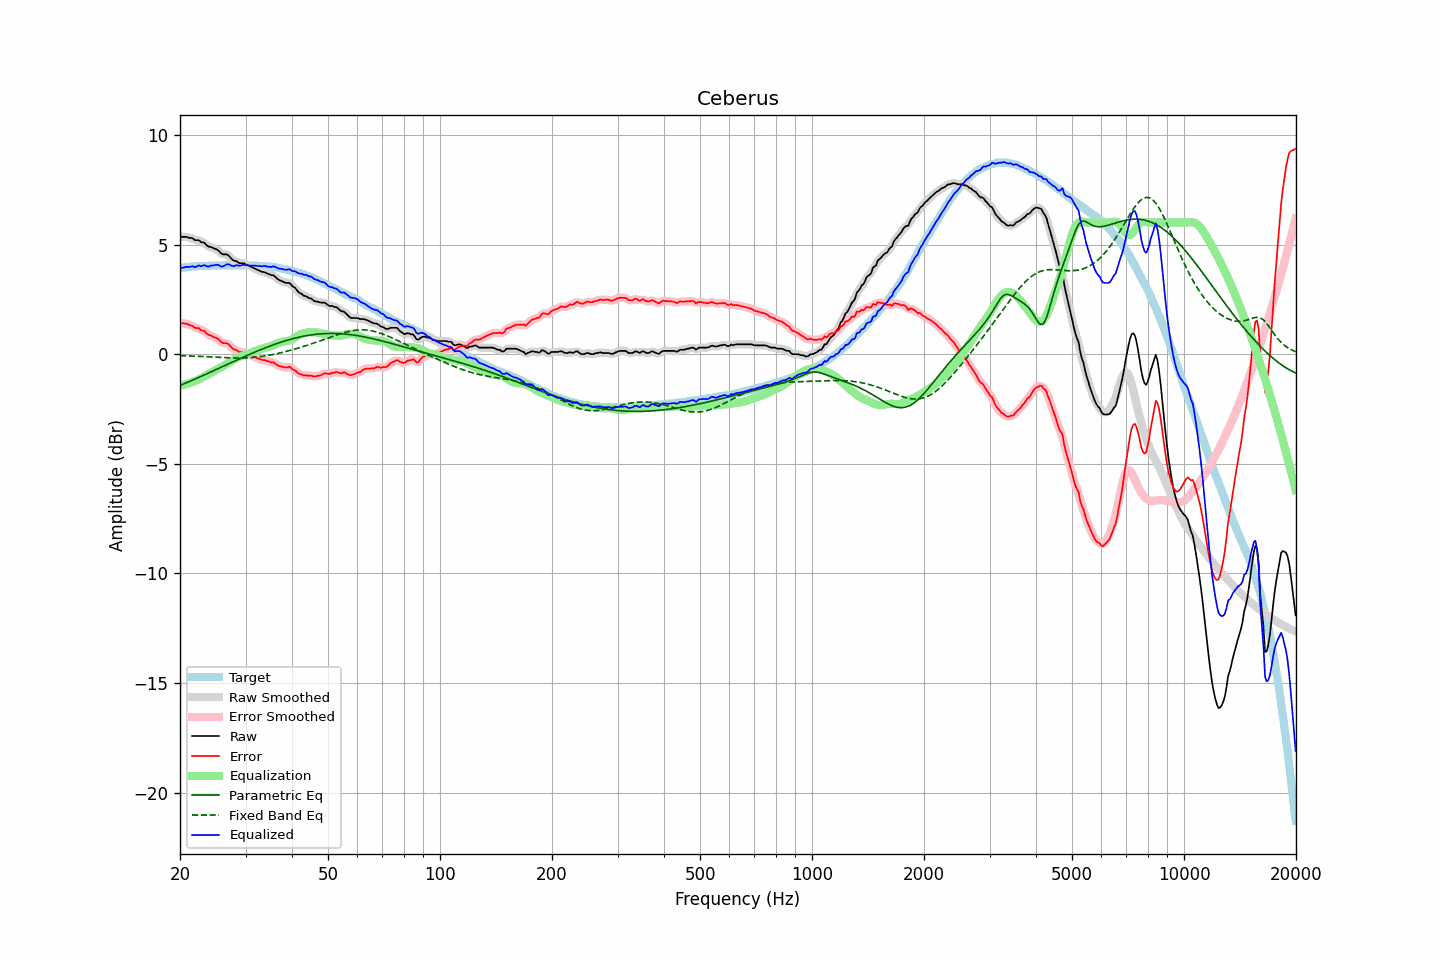 Ceberus
10
5
0
−5
−10
−15
−20
Amplitude (dBr)
Target
Raw Smoothed
Error Smoothed
Raw
Error
Equalization
Parametric Eq
Fixed Band Eq
Equalized
20 50 100 200 500 1000 2000 5000 10000 20000
Frequency (Hz)